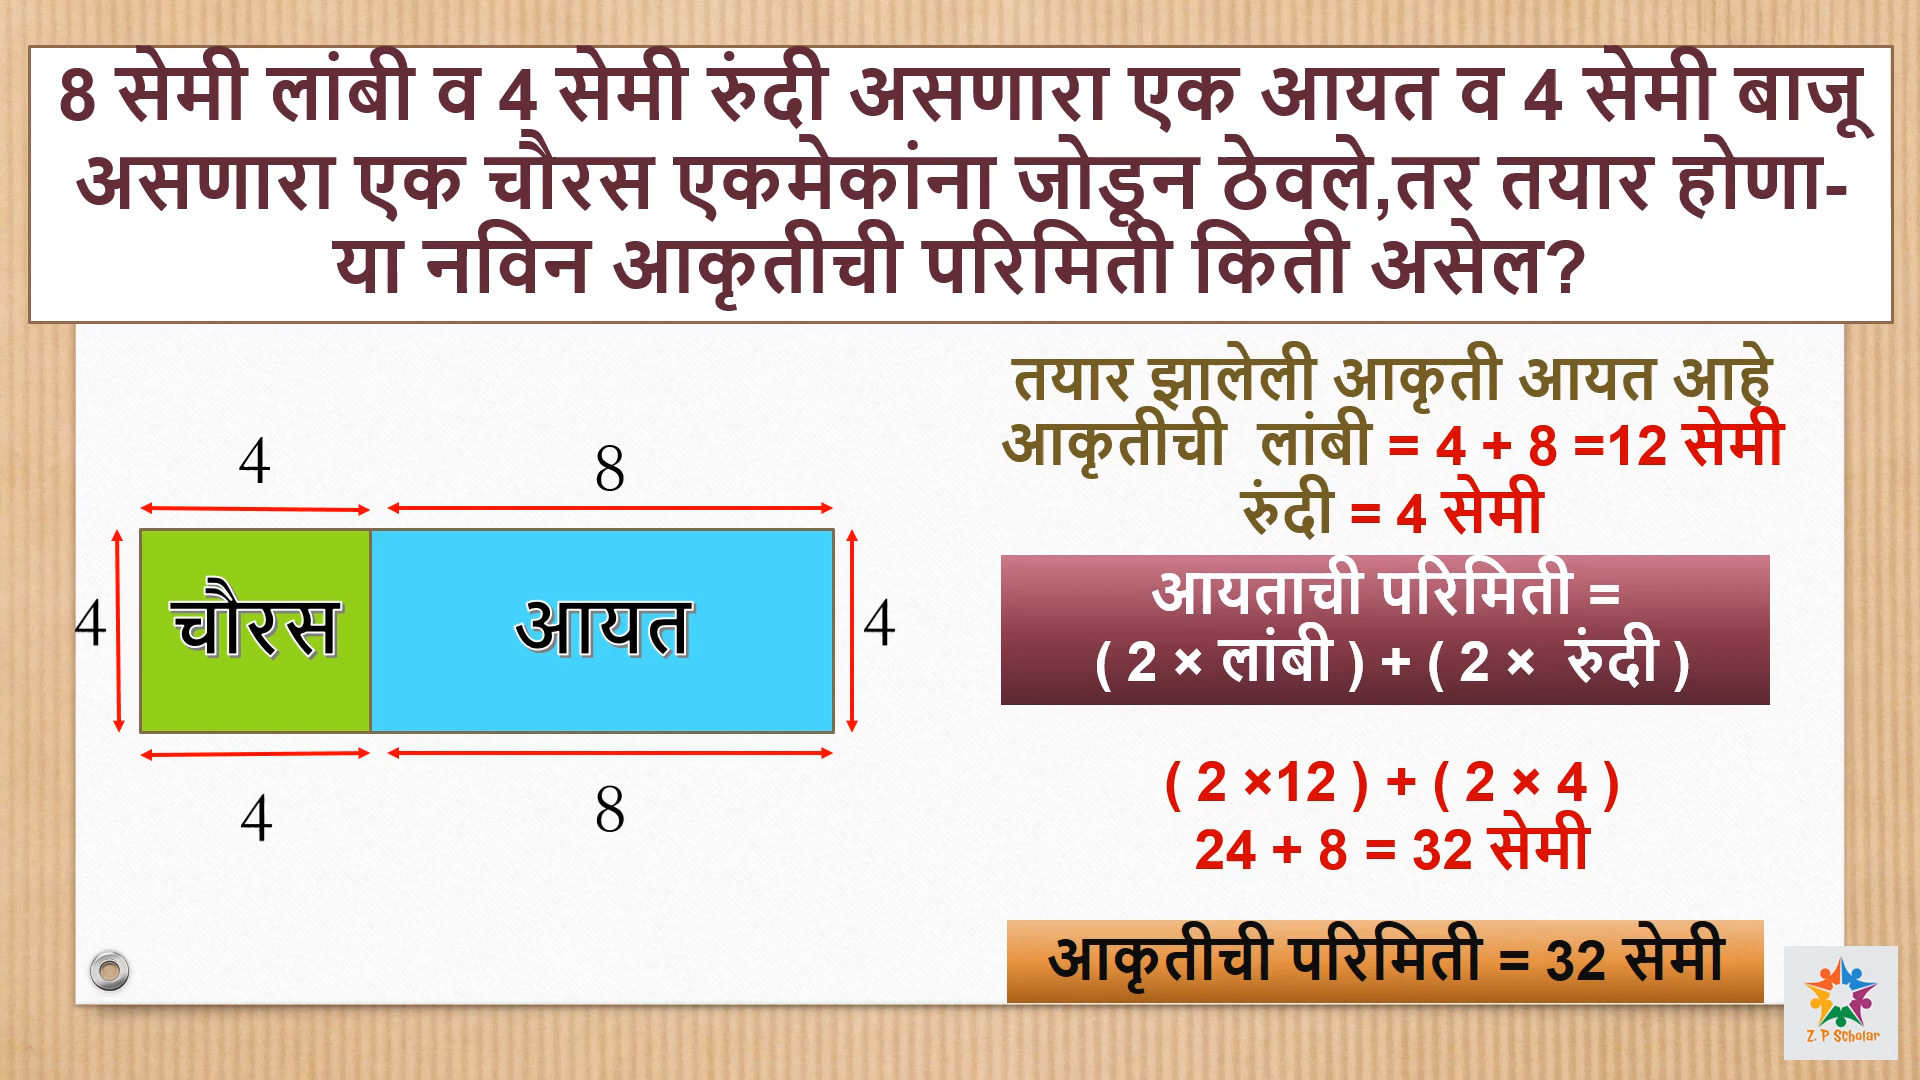 8 सेमी लांबी व 4 सेमी रुंदी असणारा एक आयत व 4 सेमी बाजू
असणारा एक चौरस एकमेकांना जोडून ठेवले,तर तयार होणा-
या नविन आकृतीची परिमिती किती असेल?
तयार झालेली आकृती आयत आहे
आकृतीची लांबी = 4 + 8 =12 सेमी
रुंदी = 4 सेमी
4
8
4
चौरस
आयत
4
4
8
आयताची परिमिती =
( 2 × लांबी ) + ( 2 × रुंदी )
( 2 ×12 ) + ( 2 × 4 )
24 + 8 = 32 सेमी
आकृतीची परिमिती = 32 सेमी
Z. P Scholar